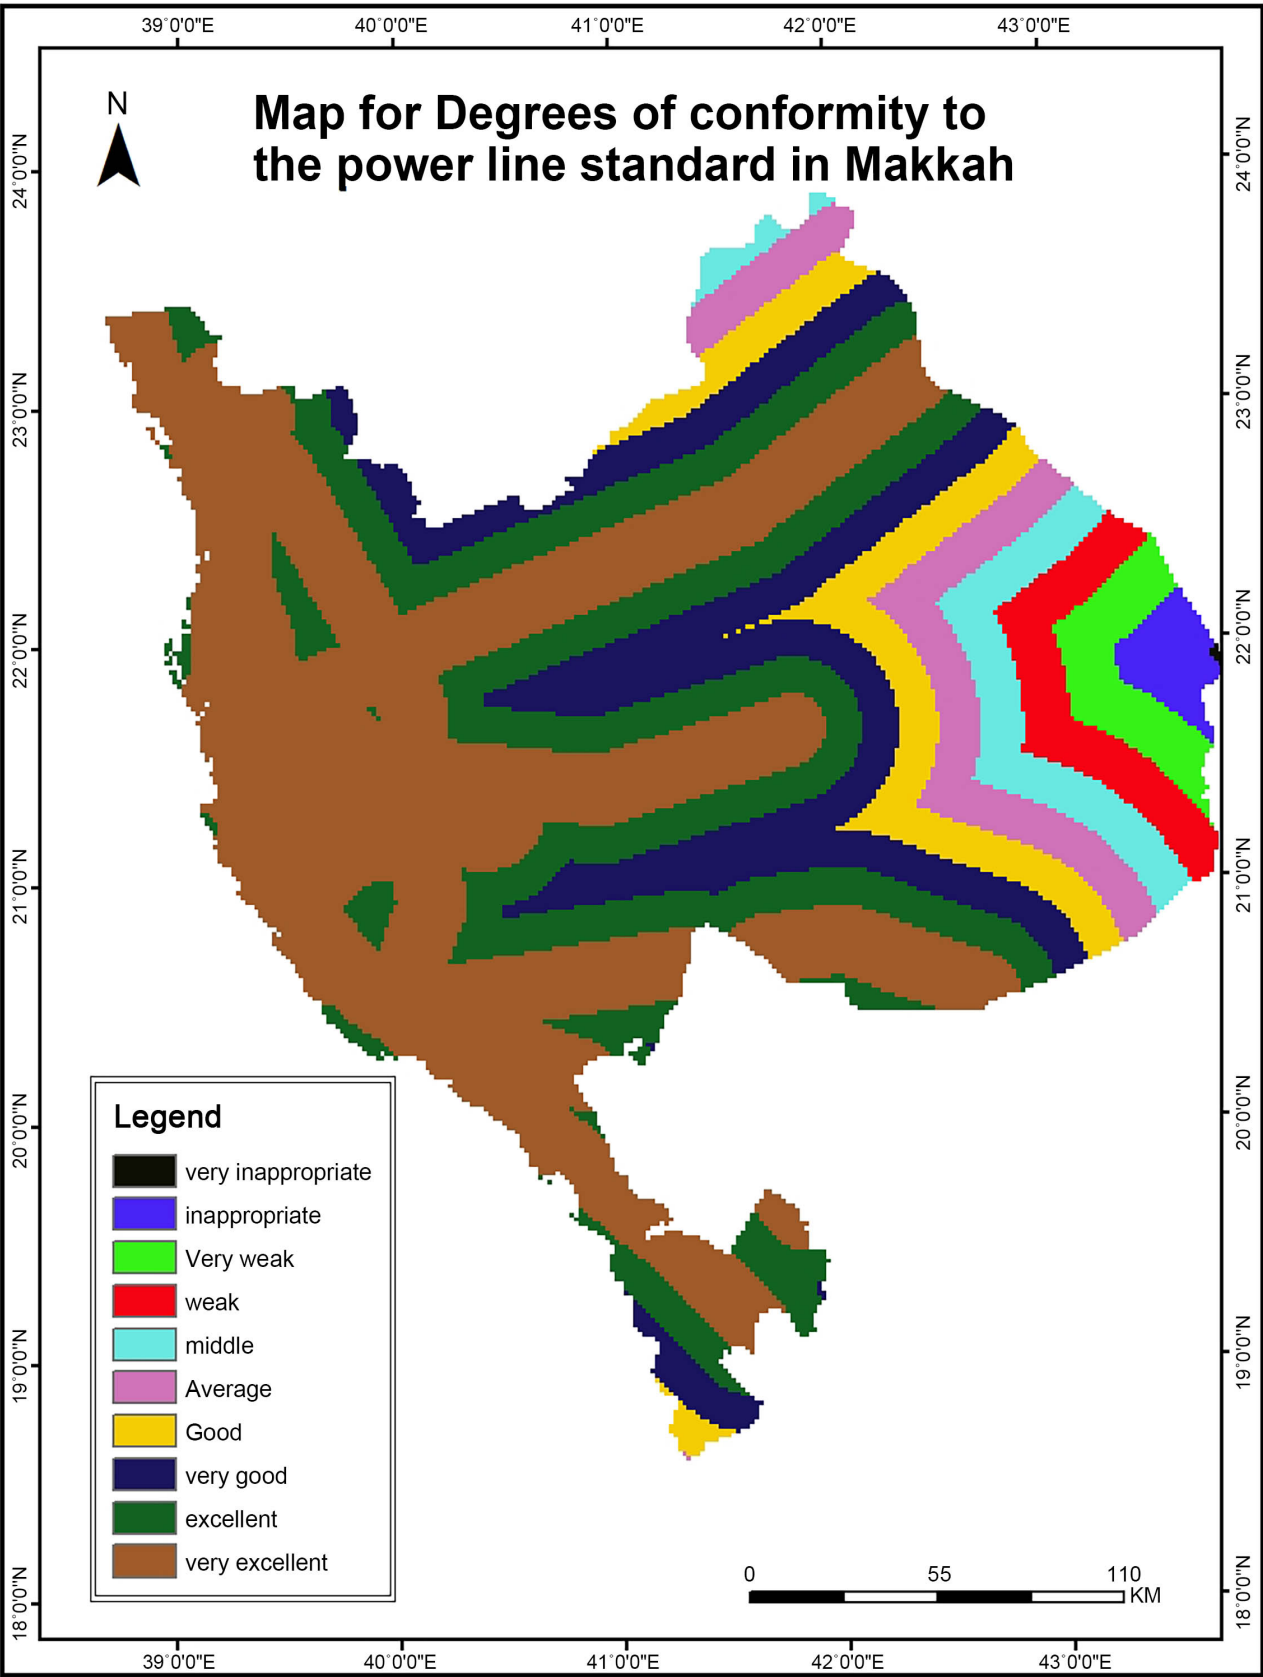 39°0'0"E 40°0'0"E 41°0'0"E 42°0'0"E 43°0'0"E
N
Map for Degrees of conformity to
the power line standard in Makkah
24°0'0"N 24°0'0"N
23°0'0"N 23°0'0"N
22°0'0"N 22°0'0"N
21°0'0"N 21°0'0"N
20°0'0"N 20°0'0"N
19°0'0"N 19°0'0"N
18°0'0"N 18°0'0"N
Legend
very inappropriate
inappropriate
Very weak
weak
middle
Average
Good
very good
excellent
very excellent
0 55 110
KM
39°0'0"E 40°0'0"E 41°0'0"E 42°0'0"E 43°0'0"E